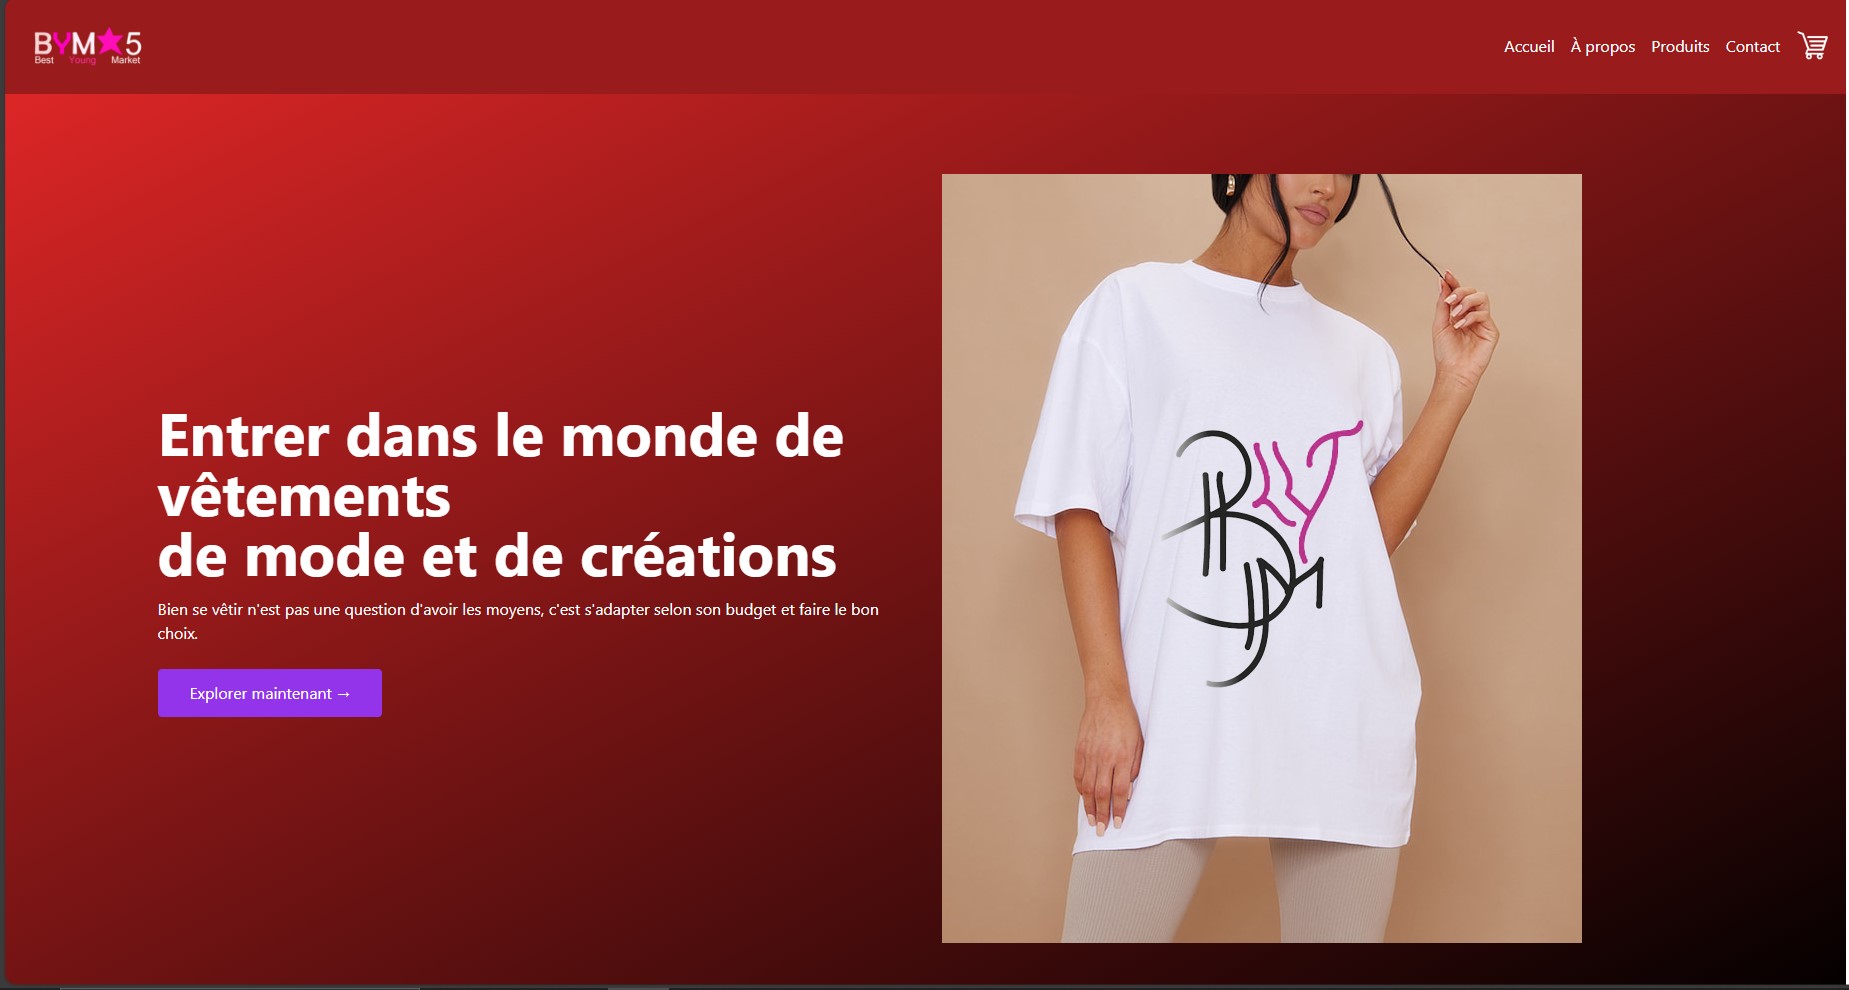 BYM★5
Best Young Market
Accueil À propos Produits Contact
Entrer dans le monde de
vêtements
de mode et de créations
Bien se vêtir n'est pas une question d'avoir les moyens, c'est s'adapter selon son budget et faire le bon
choix.
Explorer maintenant →